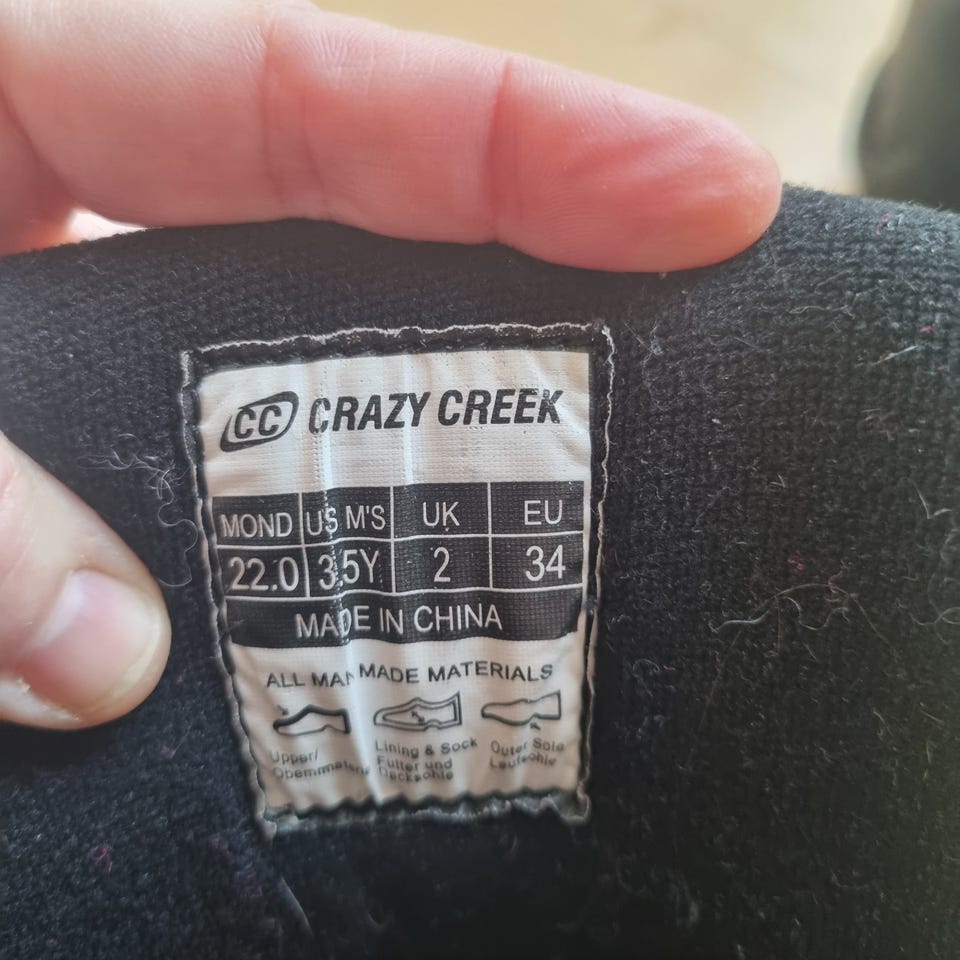 CC CRAZY CREEK
MOND US M'S UK EU
22.0 3.5Y 2 34
MADE IN CHINA
ALL MAN MADE MATERIALS
Upper/ Lining & Sock Outer Sole
Futter und Laufsohle
Decksohle